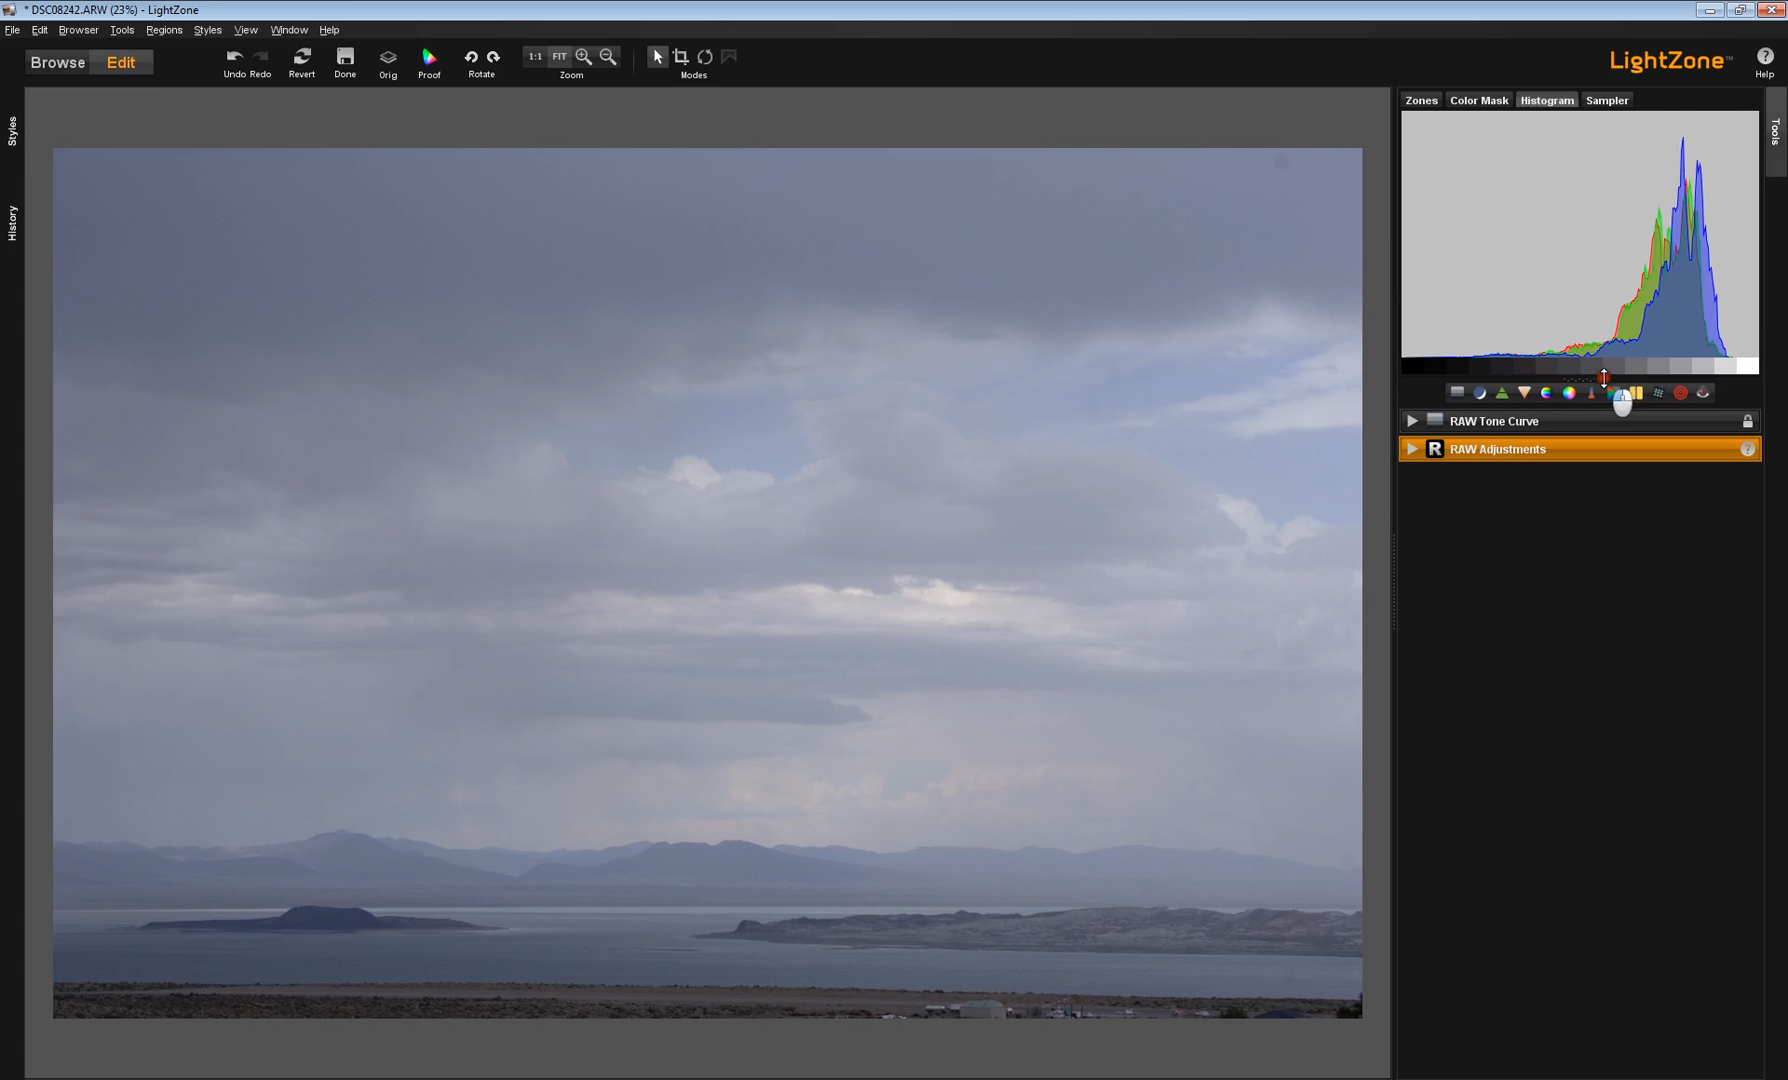 * DSC08242.ARW (23%) - LightZone
File Edit Browser Tools Regions Styles View Window Help
Browse Edit
Undo Redo Revert Done Orig Proof Rotate
1:1 FIT
Zoom
Modes
LightZone™
? Help
Styles
History
Zones Color Mask Histogram Sampler
Tools
RAW Tone Curve
R RAW Adjustments ?